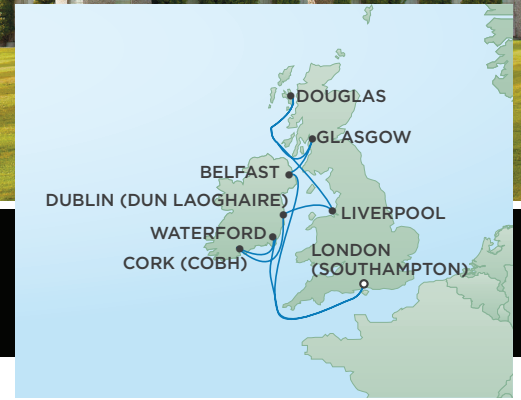 DOUGLAS
GLASGOW
BELFAST
DUBLIN (DUN LAOGHAIRE)
LIVERPOOL
WATERFORD
CORK (COBH)
LONDON
(SOUTHAMPTON)